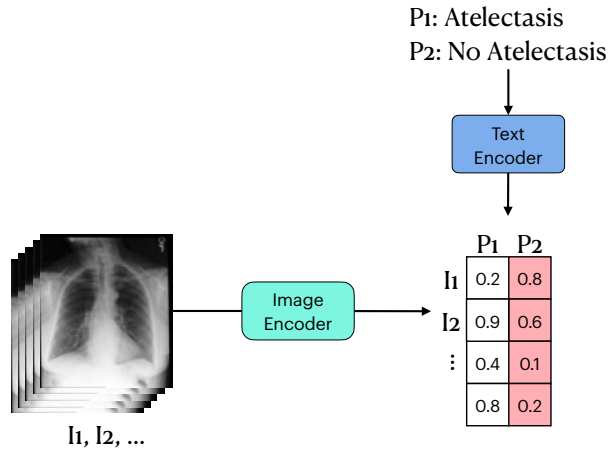 P1: Atelectasis
P2: No Atelectasis
Text
Encoder
P1 P2
I1 0.2 0.8
I2 0.9 0.6
⋮ 0.4 0.1
0.8 0.2
Image
Encoder
I1, I2, ...